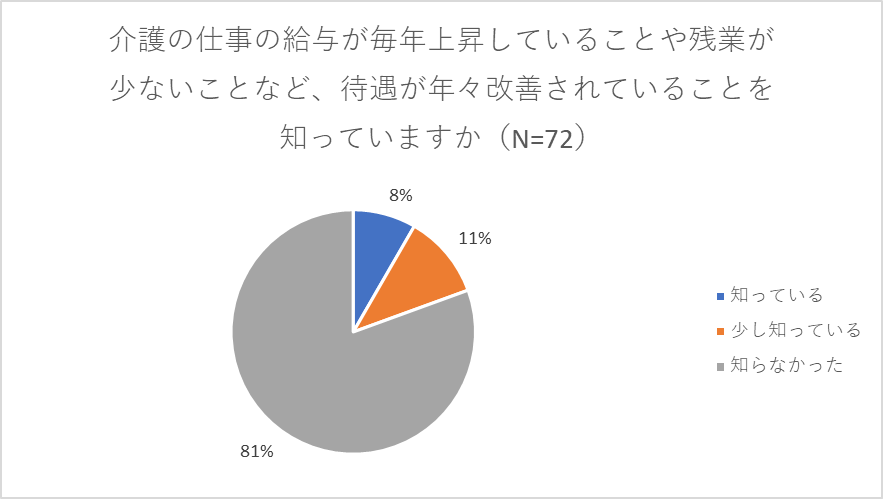 介護の仕事の給与が毎年上昇していることや残業が
少ないことなど、待遇が年々改善されていることを
知っていますか（N=72）
8%
11%
81%
知っている
少し知っている
知らなかった